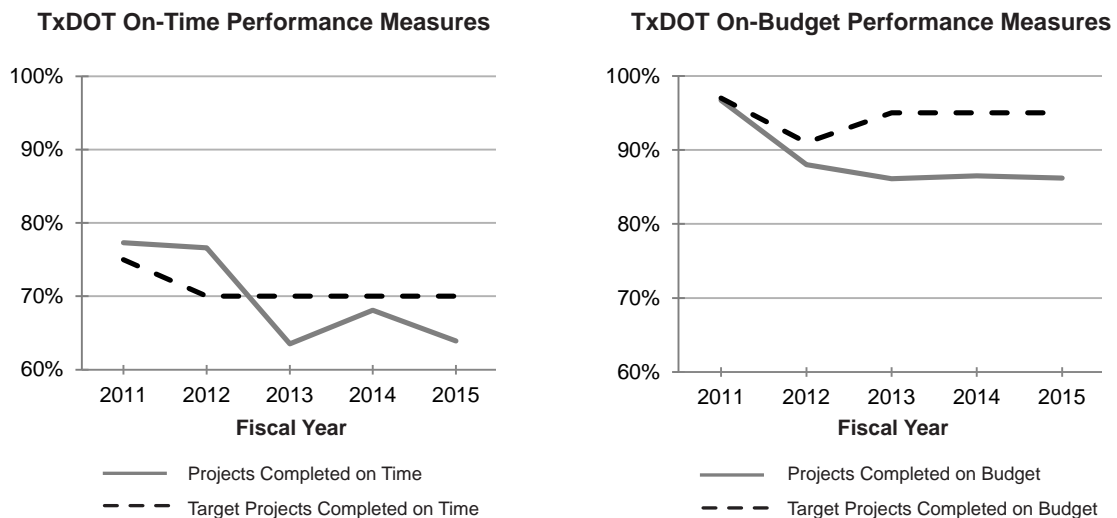 TxDOT On-Time Performance Measures
100%
90%
80%
70%
60%
2011 2012 2013 2014 2015
Fiscal Year
Projects Completed on Time
Target Projects Completed on Time
TxDOT On-Budget Performance Measures
100%
90%
80%
70%
60%
2011 2012 2013 2014 2015
Fiscal Year
Projects Completed on Budget
Target Projects Completed on Budget